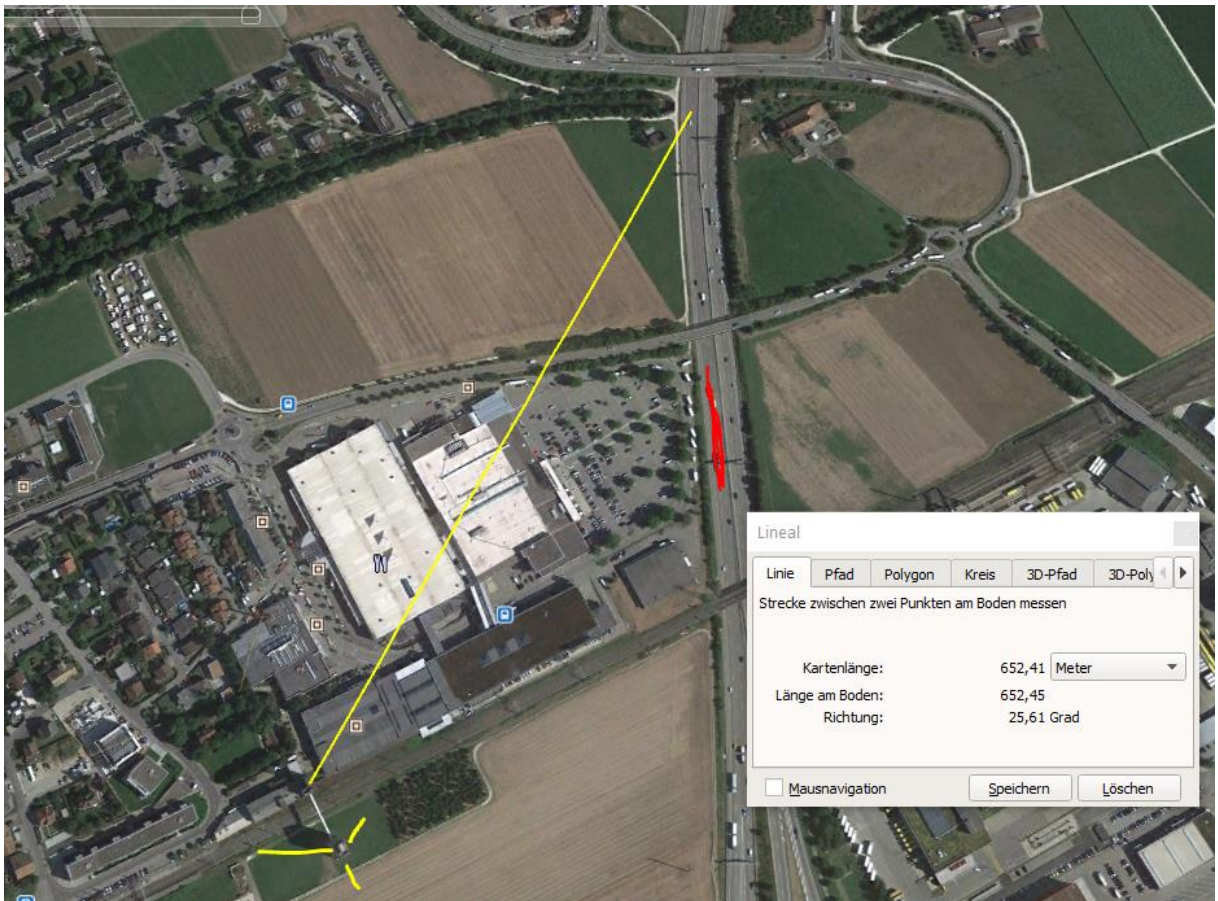 Lineal
Linie Pfad Polygon Kreis 3D-Pfad 3D-Poly
Strecke zwischen zwei Punkten am Boden messen
Kartenlänge: 652,41 Meter
Länge am Boden: 652,45
Richtung: 25,61 Grad
Mausnavigation Speichern Löschen